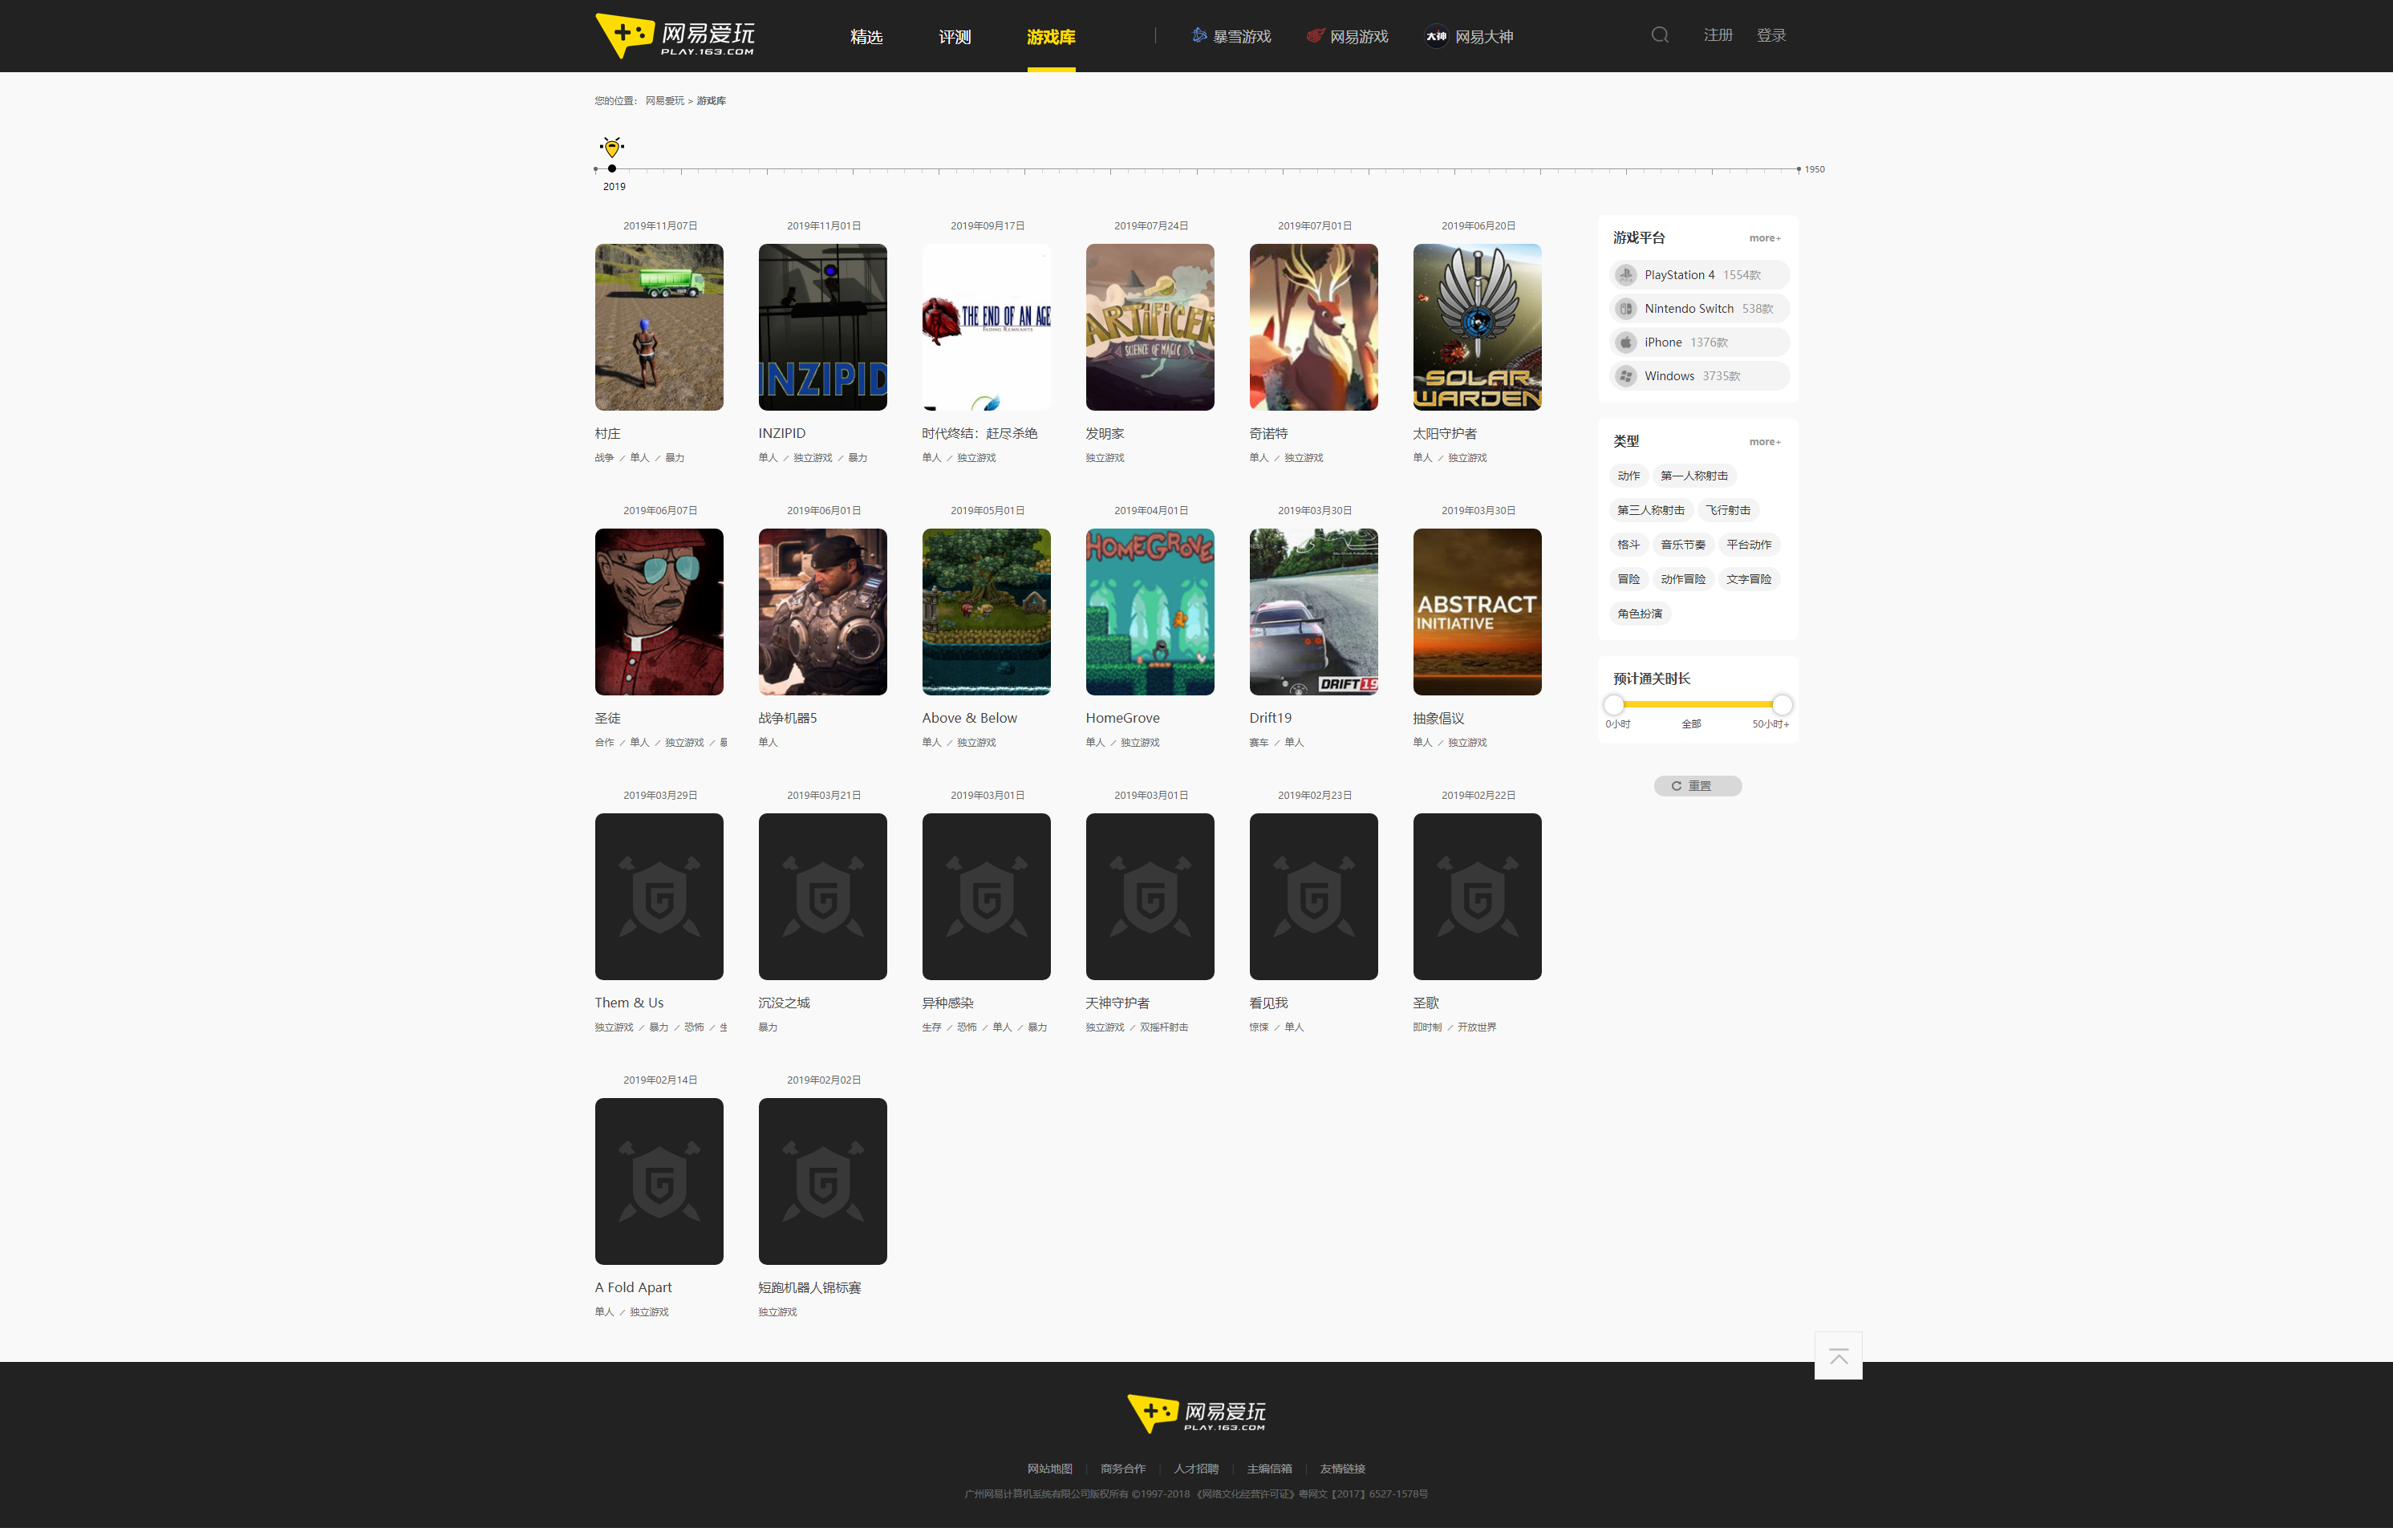 网易爱玩
PLAY.163.COM
精选 评测 游戏库 暴雪游戏 网易游戏 大神 网易大神 注册 登录
您的位置： 网易爱玩 > 游戏库
1950
2019
2019年11月07日 2019年11月01日 2019年09月17日 2019年07月24日 2019年07月01日 2019年06月20日
INZIPID
THE END OF AN AGE
FADING REMNANTS
ARTIFICER
SCIENCE OF MAGIC
SOLAR
WARDEN
村庄 INZIPID 时代终结：赶尽杀绝 发明家 奇诺特 太阳守护者
战争 / 单人 / 暴力 单人 / 独立游戏 / 暴力 单人 / 独立游戏 独立游戏 单人 / 独立游戏 单人 / 独立游戏
2019年06月07日 2019年06月01日 2019年05月01日 2019年04月01日 2019年03月30日 2019年03月30日
HOMEGROVE
DRIFT19
ABSTRACT
INITIATIVE
圣徒 战争机器5 Above & Below HomeGrove Drift19 抽象倡议
合作 / 单人 / 独立游戏 / 暴 单人 单人 / 独立游戏 单人 / 独立游戏 赛车 / 单人 单人 / 独立游戏
2019年03月29日 2019年03月21日 2019年03月01日 2019年03月01日 2019年02月23日 2019年02月22日
Them & Us 沉没之城 异种感染 天神守护者 看见我 圣歌
独立游戏 / 暴力 / 恐怖 / 生 暴力 生存 / 恐怖 / 单人 / 暴力 独立游戏 / 双摇杆射击 惊悚 / 单人 即时制 / 开放世界
2019年02月14日 2019年02月02日
A Fold Apart 短跑机器人锦标赛
单人 / 独立游戏 独立游戏
游戏平台 more+
PlayStation 4 1554款
Nintendo Switch 538款
iPhone 1376款
Windows 3735款
类型 more+
动作 第一人称射击
第三人称射击 飞行射击
格斗 音乐节奏 平台动作
冒险 动作冒险 文字冒险
角色扮演
预计通关时长
0小时 全部 50小时+
重置
网易爱玩
PLAY.163.COM
网站地图 | 商务合作 | 人才招聘 | 主编信箱 | 友情链接
广州网易计算机系统有限公司版权所有 ©1997-2018 《网络文化经营许可证》粤网文【2017】6527-1578号